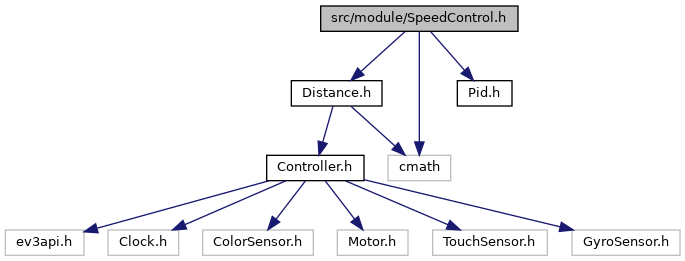 src/module/SpeedControl.h
Distance.h
Pid.h
Controller.h
cmath
ev3api.h
Clock.h
ColorSensor.h
Motor.h
TouchSensor.h
GyroSensor.h